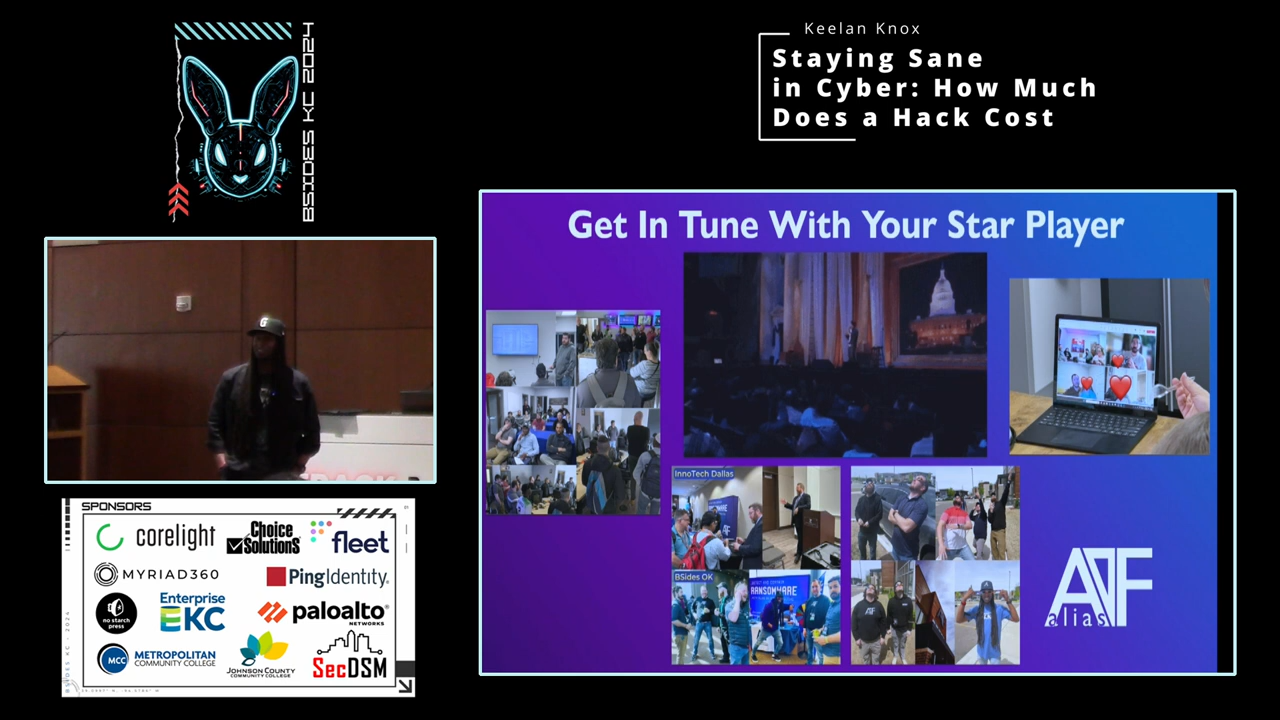 BSIDES KC 2024
Keelan Knox
Staying Sane
in Cyber: How Much
Does a Hack Cost
Get In Tune With Your Star Player
InnoTech Dallas
BSides OK
RANSOMWARE
alias
G
SPONSORS
corelight
Choice
Solutions
fleet
MYRIAD360
PingIdentity
no starch
press
Enterprise
KC
paloalto
NETWORKS
MCC
METROPOLITAN
COMMUNITY COLLEGE
JOHNSON COUNTY
COMMUNITY COLLEGE
SecDSM